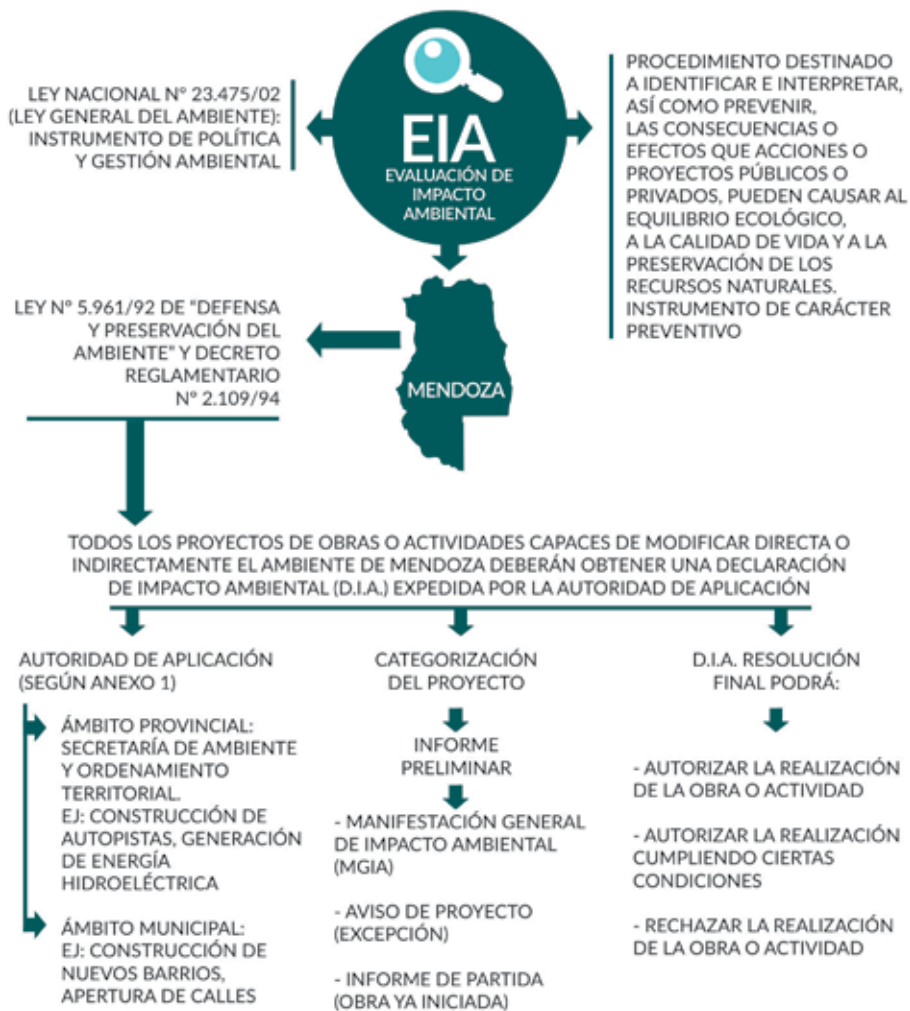 LEY NACIONAL Nº 23.475/02
(LEY GENERAL DEL AMBIENTE):
INSTRUMENTO DE POLÍTICA
Y GESTIÓN AMBIENTAL
EIA
EVALUACIÓN DE
IMPACTO
AMBIENTAL
PROCEDIMIENTO DESTINADO
A IDENTIFICAR E INTERPRETAR,
ASÍ COMO PREVENIR,
LAS CONSECUENCIAS O
EFECTOS QUE ACCIONES O
PROYECTOS PÚBLICOS O
PRIVADOS, PUEDEN CAUSAR AL
EQUILIBRIO ECOLÓGICO,
A LA CALIDAD DE VIDA Y A LA
PRESERVACIÓN DE LOS
RECURSOS NATURALES.
INSTRUMENTO DE CARÁCTER
PREVENTIVO
LEY Nº 5.961/92 DE "DEFENSA
Y PRESERVACIÓN DEL
AMBIENTE" Y DECRETO
REGLAMENTARIO
Nº 2.109/94
MENDOZA
TODOS LOS PROYECTOS DE OBRAS O ACTIVIDADES CAPACES DE MODIFICAR DIRECTA O
INDIRECTAMENTE EL AMBIENTE DE MENDOZA DEBERÁN OBTENER UNA DECLARACIÓN
DE IMPACTO AMBIENTAL (D.I.A.) EXPEDIDA POR LA AUTORIDAD DE APLICACIÓN
AUTORIDAD DE APLICACIÓN
(SEGÚN ANEXO 1)
ÁMBITO PROVINCIAL:
SECRETARÍA DE AMBIENTE
Y ORDENAMIENTO
TERRITORIAL.
EJ: CONSTRUCCIÓN DE
AUTOPISTAS, GENERACIÓN
DE ENERGÍA
HIDROELÉCTRICA
ÁMBITO MUNICIPAL:
EJ: CONSTRUCCIÓN DE
NUEVOS BARRIOS,
APERTURA DE CALLES
CATEGORIZACIÓN
DEL PROYECTO
INFORME
PRELIMINAR
- MANIFESTACIÓN GENERAL
DE IMPACTO AMBIENTAL
(MGIA)
- AVISO DE PROYECTO
(EXCEPCIÓN)
- INFORME DE PARTIDA
(OBRA YA INICIADA)
D.I.A. RESOLUCIÓN
FINAL PODRÁ:
- AUTORIZAR LA REALIZACIÓN
DE LA OBRA O ACTIVIDAD
- AUTORIZAR LA REALIZACIÓN
CUMPLIENDO CIERTAS
CONDICIONES
- RECHAZAR LA REALIZACIÓN
DE LA OBRA O ACTIVIDAD